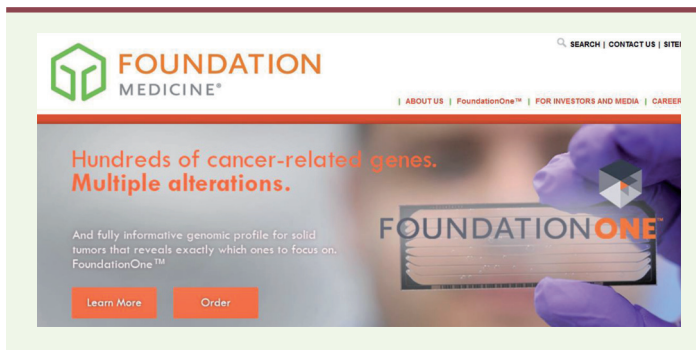 SEARCH | CONTACT US |
FOUNDATION
MEDICINE®
| ABOUT US | FoundationOne™ | FOR INVESTORS AND MEDIA |
Hundreds of cancer-related genes.
Multiple alterations.
And fully informative genomic profile for solid
tumors that reveals exactly which ones to focus on.
FoundationOne™
FOUNDATIONONE™
Learn More
Order